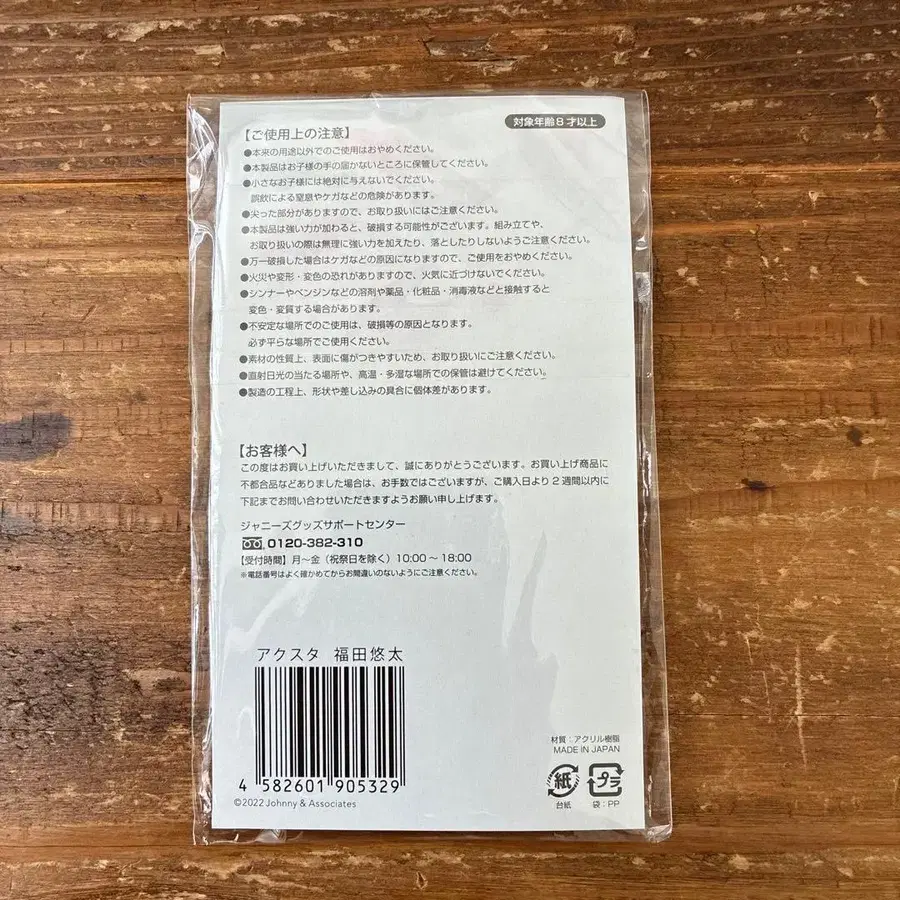 対象年齢8才以上
【ご使用上の注意】
●本来の用途以外でのご使用はおやめください。
●本製品はお子様の手の届かないところに保管してください。
●小さなお子様には絶対に与えないでください。
誤飲による窒息やケガなどの危険があります。
●尖った部分がありますので、お取り扱いにはご注意ください。
●本製品は強い力が加わると、破損する可能性がございます。組み立てや、
お取り扱いの際は無理に強い力を加えたり、落としたりしないようご注意ください。
●万一破損した場合はケガなどの原因になりますので、ご使用をおやめください。
●火災や変形・変色の恐れがありますので、火気に近づけないでください。
●シンナーやベンジンなどの溶剤や薬品・化粧品・消毒液などと接触すると
変色・変質する場合があります。
●不安定な場所でのご使用は、破損等の原因となります。
必ず平らな場所でご使用ください。
●素材の性質上、表面に傷がつきやすいため、お取り扱いにご注意ください。
●直射日光の当たる場所や、高温・多湿な場所での保管は避けてください。
●製造の工程上、形状や差し込みの具合に個体差があります。
【お客様へ】
この度はお買い上げいただきまして、誠にありがとうございます。お買い上げ商品に
不都合品などありました場合は、お手数ではございますが、ご購入日より2週間以内に
下記までお問い合わせいただきますようお願い申し上げます。
ジャニーズグッズサポートセンター
0120-382-310
【受付時間】月〜金（祝祭日を除く）10:00〜18:00
※電話番号はよく確かめてからお間違いのないようにご注意ください。
アクスタ 福田悠太
4 582601 905329
©2022 Johnny & Associates
材質：アクリル樹脂
MADE IN JAPAN
紙 プラ
台紙 袋：PP